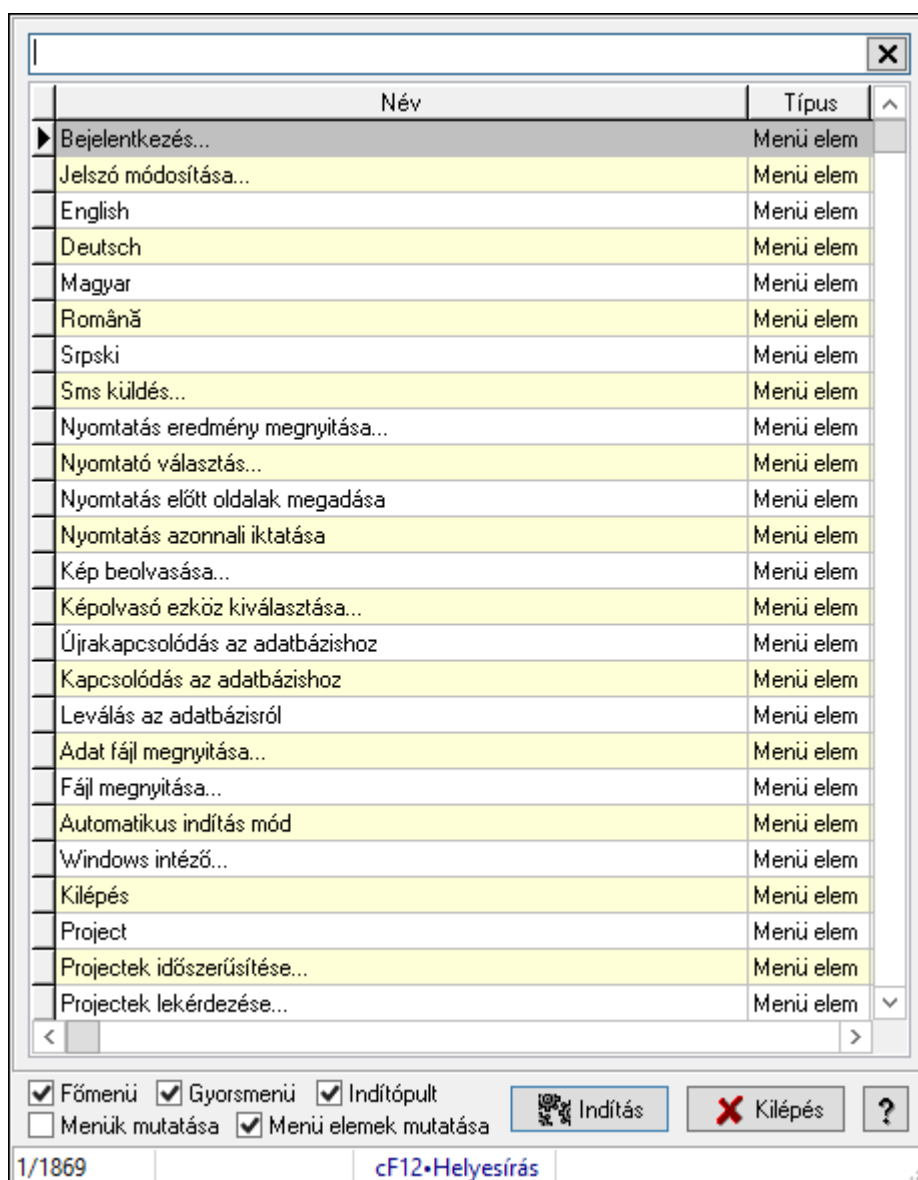 Név Típus
Bejelentkezés... Menü elem
Jelszó módosítása... Menü elem
English Menü elem
Deutsch Menü elem
Magyar Menü elem
Română Menü elem
Srpski Menü elem
Sms küldés... Menü elem
Nyomtatás eredmény megnyitása... Menü elem
Nyomtató választás... Menü elem
Nyomtatás előtt oldalak megadása Menü elem
Nyomtatás azonnali iktatása Menü elem
Kép beolvasása... Menü elem
Képolvasó ezköz kiválasztása... Menü elem
Újrakapcsolódás az adatbázishoz Menü elem
Kapcsolódás az adatbázishoz Menü elem
Leválás az adatbázisról Menü elem
Adat fájl megnyitása... Menü elem
Fájl megnyitása... Menü elem
Automatikus indítás mód Menü elem
Windows intéző... Menü elem
Kilépés Menü elem
Project Menü elem
Projectek időszerűsítése... Menü elem
Projectek lekérdezése... Menü elem
Főmenü Gyorsmenü Indítópult
Menük mutatása Menü elemek mutatása
Indítás Kilépés ?
1/1869 cF12•Helyesírás